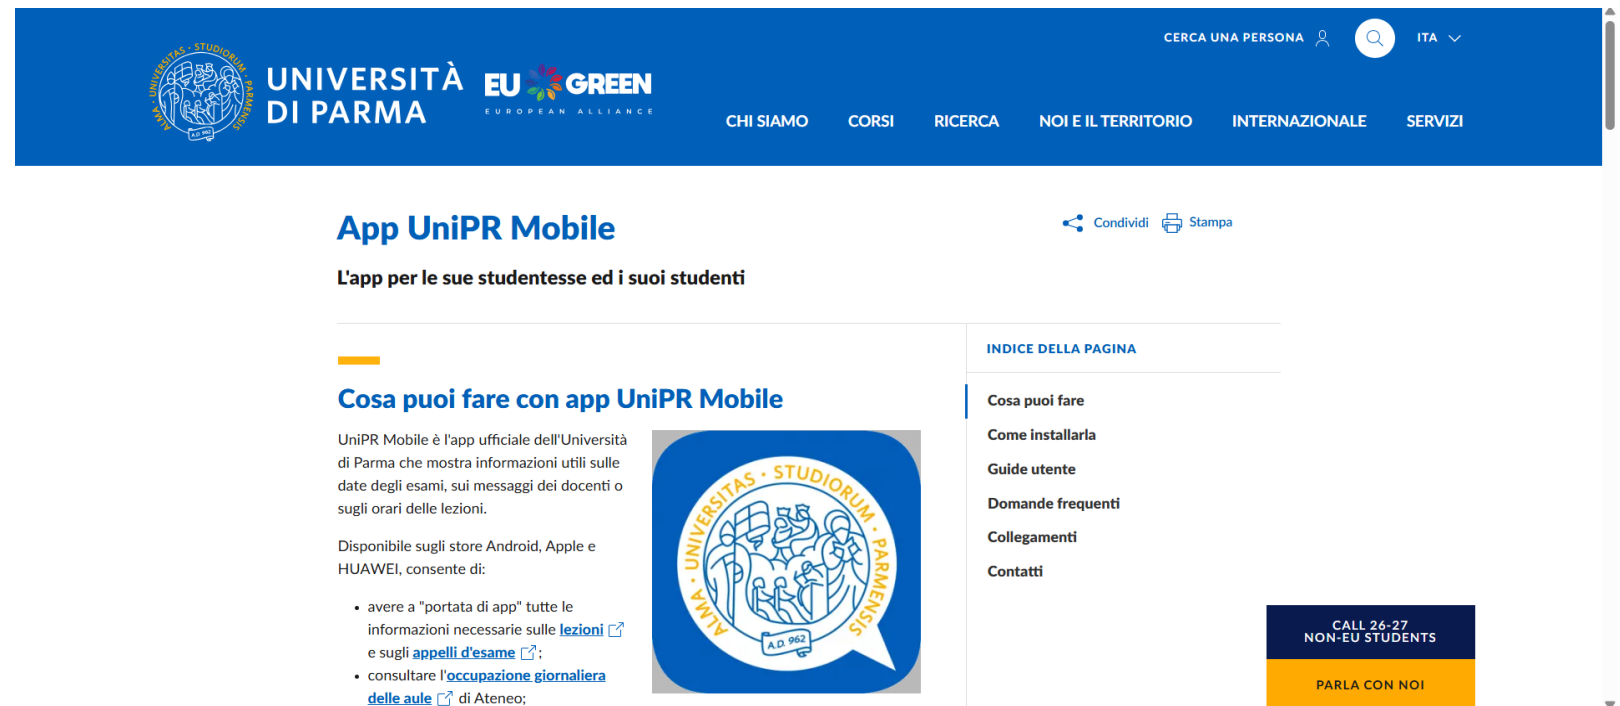 CERCA UNA PERSONA
ITA
ALMA · UNIVERSITAS · STUDIORUM · PARMENSIS
A.D. 962
UNIVERSITÀ
DI PARMA
EU GREEN
EUROPEAN ALLIANCE
CHI SIAMO
CORSI
RICERCA
NOI E IL TERRITORIO
INTERNAZIONALE
SERVIZI
App UniPR Mobile
Condividi
Stampa
L'app per le sue studentesse ed i suoi studenti
Cosa puoi fare con app UniPR Mobile
UniPR Mobile è l'app ufficiale dell'Università
di Parma che mostra informazioni utili sulle
date degli esami, sui messaggi dei docenti o
sugli orari delle lezioni.
Disponibile sugli store Android, Apple e
HUAWEI, consente di:
• avere a "portata di app" tutte le
informazioni necessarie sulle lezioni
e sugli appelli d'esame ;
• consultare l'occupazione giornaliera
delle aule di Ateneo;
ALMA · UNIVERSITAS · STUDIORUM · PARMENSIS
A.D. 962
INDICE DELLA PAGINA
Cosa puoi fare
Come installarla
Guide utente
Domande frequenti
Collegamenti
Contatti
CALL 26-27
NON-EU STUDENTS
PARLA CON NOI